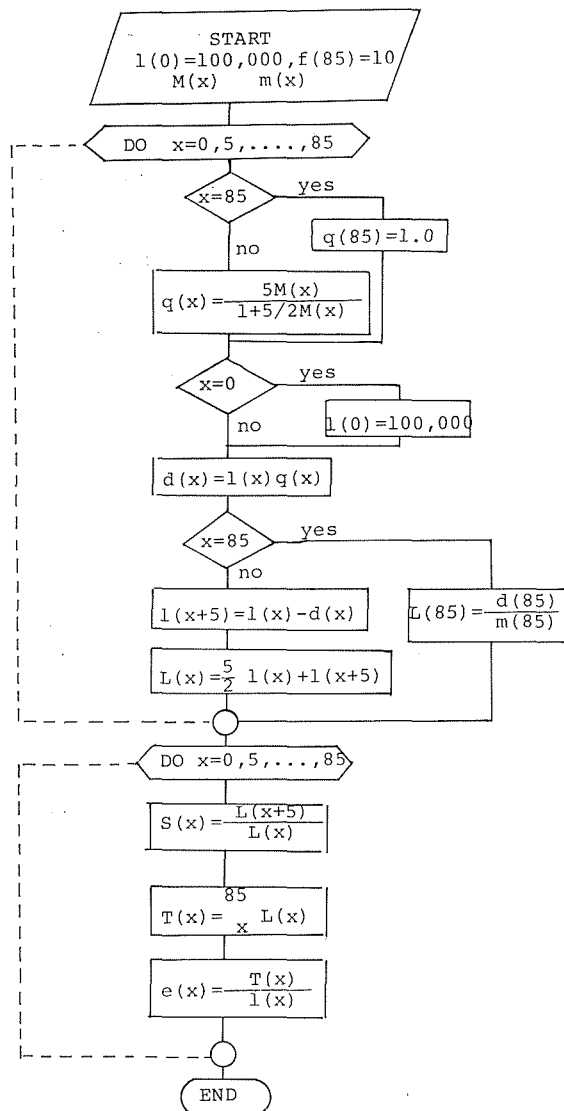 START
l(0)=100,000,f(85)=10
M(x) m(x)
DO x=0,5,....,85
x=85
yes
q(85)=1.0
no
q(x)=5M(x)
1+5/2M(x)
x=0
yes
l(0)=100,000
no
d(x)=l(x)q(x)
x=85
yes
no
L(85)=d(85)
m(85)
l(x+5)=l(x)-d(x)
L(x)=5/2 l(x)+l(x+5)
DO x=0,5,...,85
S(x)=L(x+5)
L(x)
85
T(x)= L(x)
x
e(x)=T(x)
l(x)
END